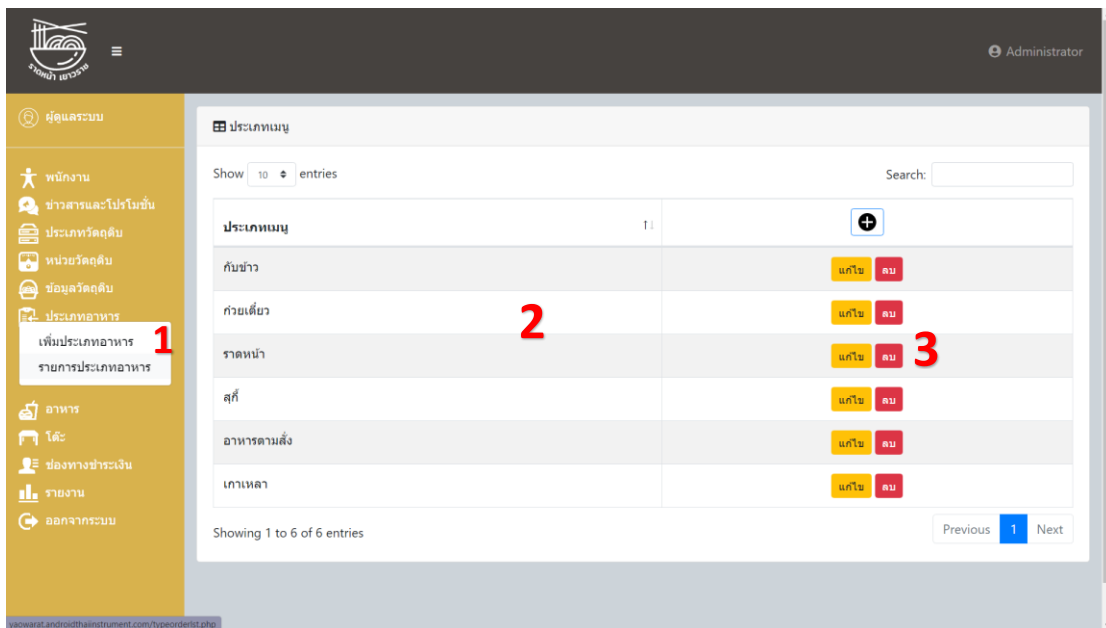 ราดหน้า เยาวราช
Administrator
ผู้ดูแลระบบ
พนักงาน
ข่าวสารและโปรโมชั่น
ประเภทวัตถุดิบ
หน่วยวัตถุดิบ
ข้อมูลวัตถุดิบ
ประเภทอาหาร
เพิ่มประเภทอาหาร 1
รายการประเภทอาหาร
อาหาร
โต๊ะ
ช่องทางชำระเงิน
รายงาน
ออกจากระบบ
ประเภทเมนู
Show 10 entries Search:
ประเภทเมนู
กับข้าว แก้ไข ลบ
ก๋วยเตี๋ยว 2 แก้ไข ลบ
ราดหน้า แก้ไข ลบ 3
สุกี้ แก้ไข ลบ
อาหารตามสั่ง แก้ไข ลบ
เกาเหลา แก้ไข ลบ
Showing 1 to 6 of 6 entries Previous 1 Next
yaowarat.androidthaiinstrument.com/typeorderlst.php